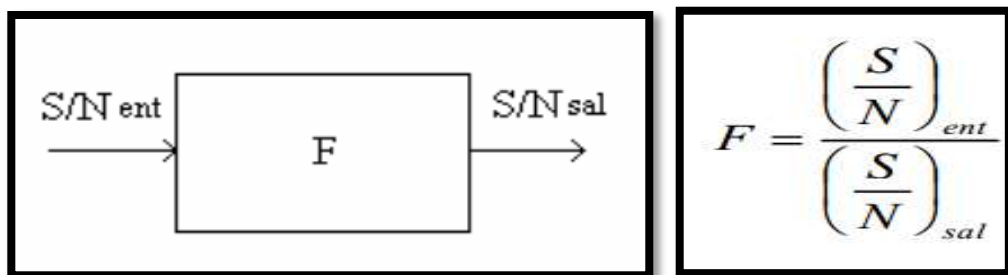 S/N ent
F
S/N sal
F = (S/N)ent / (S/N)sal